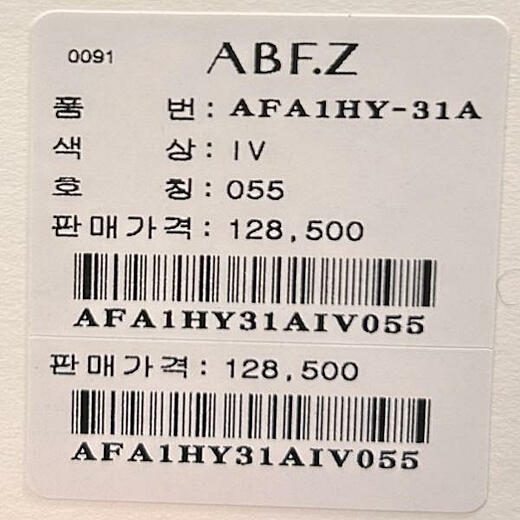 0091 ABF.Z
품 번 : AFA1HY-31A
색 상 : IV
호 칭 : 055
판매가격 : 128,500
AFA1HY31AIV055
판매가격 : 128,500
AFA1HY31AIV055